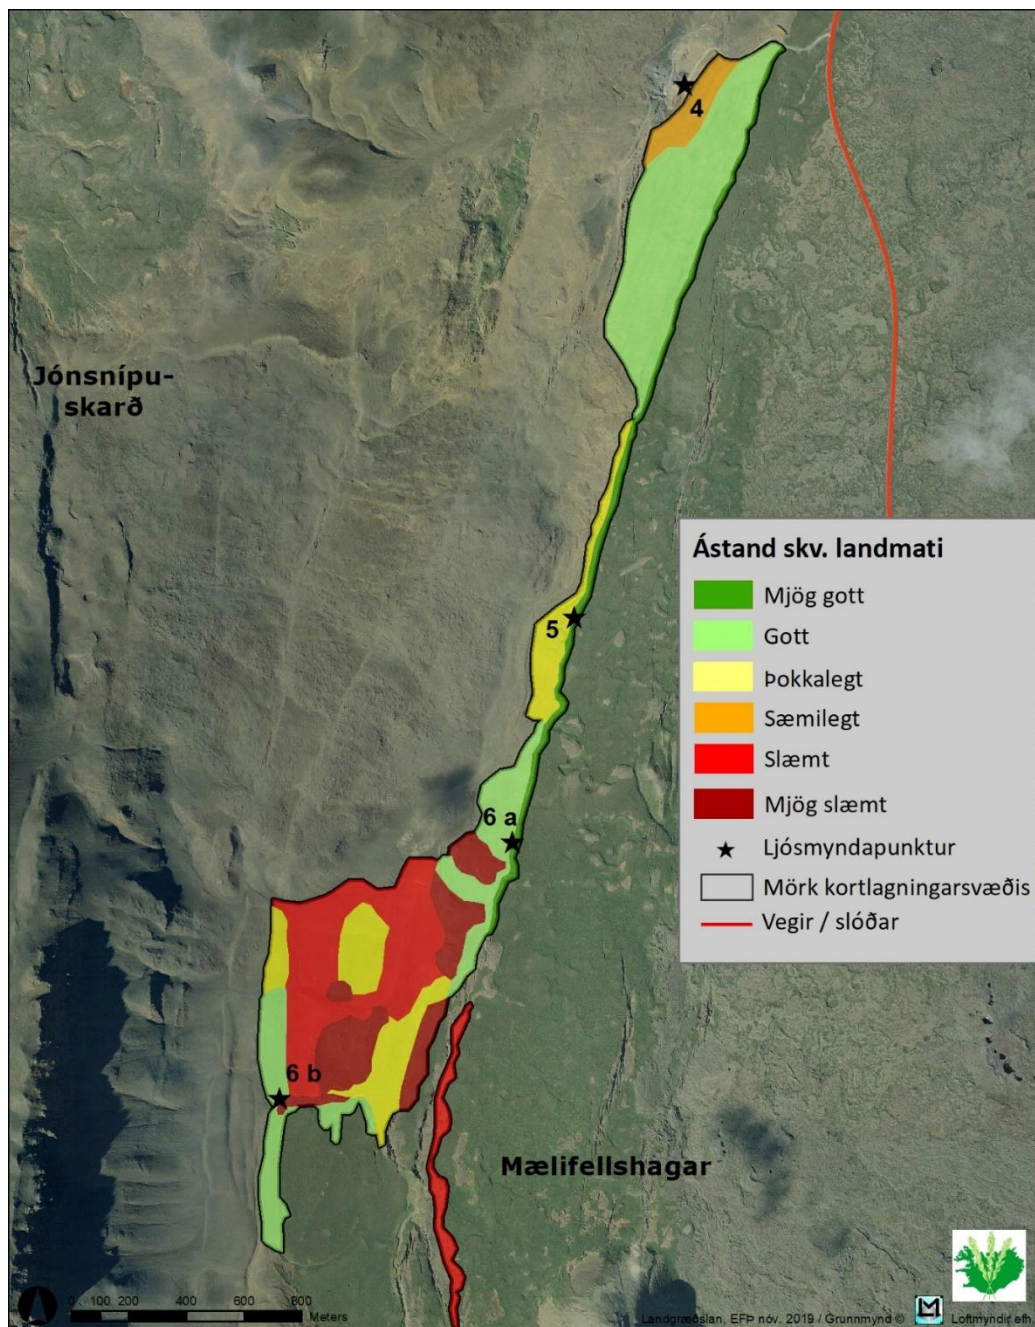 4
Jónsnípu-
skarð
5
6 a
6 b
Mælifellshagar
Ástand skv. landmati
Mjög gott
Gott
Þokkalegt
Sæmilegt
Slæmt
Mjög slæmt
Ljósmyndapunktur
Mörk kortlagningarsvæðis
Vegir / slóðar
0 100 200 400 600 800
Meters
Landgræðslan, EFÞ nóv. 2019 / Grunnmynd © LM Loftmyndir ehf